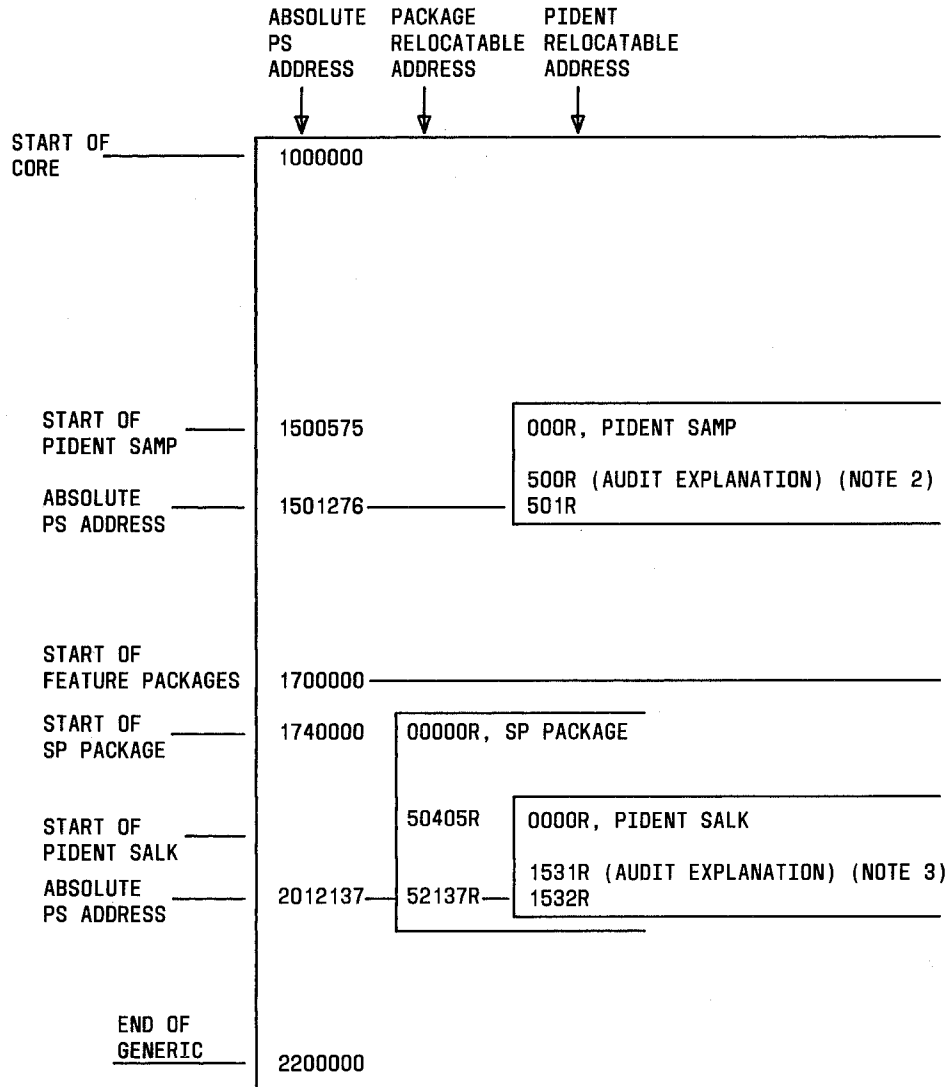 ABSOLUTE PACKAGE PIDENT
PS RELOCATABLE RELOCATABLE
ADDRESS ADDRESS ADDRESS
START OF
CORE
1000000
START OF
PIDENT SAMP
1500575
000R, PIDENT SAMP
500R (AUDIT EXPLANATION) (NOTE 2)
ABSOLUTE
PS ADDRESS
1501276
501R
START OF
FEATURE PACKAGES
1700000
START OF
SP PACKAGE
1740000
00000R, SP PACKAGE
START OF
PIDENT SALK
50405R
0000R, PIDENT SALK
1531R (AUDIT EXPLANATION) (NOTE 3)
ABSOLUTE
PS ADDRESS
2012137
52137R
1532R
END OF
GENERIC
2200000